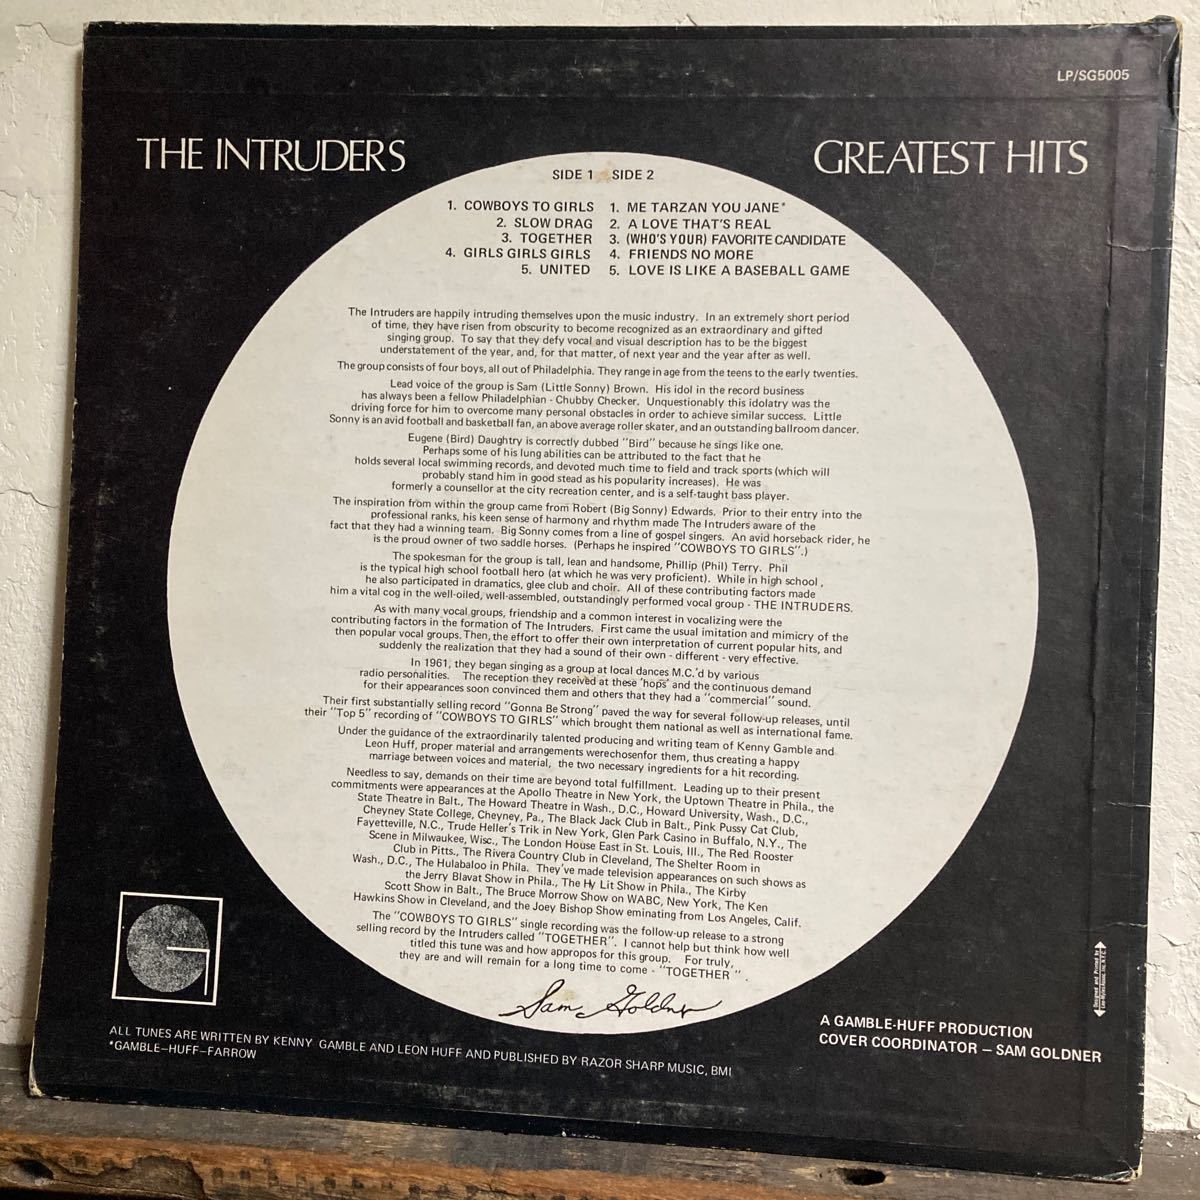 LP/SG5005
THE INTRUDERS
GREATEST HITS
SIDE 1
1. COWBOYS TO GIRLS
2. SLOW DRAG
3. TOGETHER
4. GIRLS GIRLS GIRLS
5. UNITED
SIDE 2
1. ME TARZAN YOU JANE*
2. A LOVE THAT'S REAL
3. (WHO'S YOUR) FAVORITE CANDIDATE
4. FRIENDS NO MORE
5. LOVE IS LIKE A BASEBALL GAME
The Intruders are happily intruding themselves upon the music industry. In an extremely short period
of time, they have risen from obscurity to become recognized as an extraordinary and gifted
singing group. To say that they defy vocal and visual description has to be the biggest
understatement of the year, and, for that matter, of next year and the year after as well.
The group consists of four boys, all out of Philadelphia. They range in age from the teens to the early twenties.
Lead voice of the group is Sam (Little Sonny) Brown. His idol in the record business
has always been a fellow Philadelphian - Chubby Checker. Unquestionably this idolatry was the
driving force for him to overcome many personal obstacles in order to achieve similar success. Little
Sonny is an avid football and basketball fan, an above average roller skater, and an outstanding ballroom dancer.
Eugene (Bird) Daughtry is correctly dubbed "Bird" because he sings like one.
Perhaps some of his lung abilities can be attributed to the fact that he
holds several local swimming records, and devoted much time to field and track sports (which will
probably stand him in good stead as his popularity increases). He was
formerly a counsellor at the city recreation center, and is a self-taught bass player.
The inspiration from within the group came from Robert (Big Sonny) Edwards. Prior to their entry into the
professional ranks, his keen sense of harmony and rhythm made The Intruders aware of the
fact that they had a winning team. Big Sonny comes from a line of gospel singers. An avid horseback rider, he
is the proud owner of two saddle horses. (Perhaps he inspired "COWBOYS TO GIRLS".)
The spokesman for the group is tall, lean and handsome, Phillip (Phil) Terry. Phil
is the typical high school football hero (at which he was very proficient). While in high school ,
he also participated in dramatics, glee club and choir. All of these contributing factors made
him a vital cog in the well-oiled, well-assembled, outstandingly performed vocal group - THE INTRUDERS.
As with many vocal groups, friendship and a common interest in vocalizing were the
contributing factors in the formation of The Intruders. First came the usual imitation and mimicry of the
then popular vocal groups. Then, the effort to offer their own interpretation of current popular hits, and
suddenly the realization that they had a sound of their own - different - very effective.
In 1961, they began singing as a group at local dances M.C.'d by various
radio personalities. The reception they received at these 'hops' and the continuous demand
for their appearances soon convinced them and others that they had a "commercial" sound.
Their first substantially selling record "Gonna Be Strong" paved the way for several follow-up releases, until
their "Top 5" recording of "COWBOYS TO GIRLS" which brought them national as well as international fame.
Under the guidance of the extraordinarily talented producing and writing team of Kenny Gamble and
Leon Huff, proper material and arrangements werechosenfor them, thus creating a happy
marriage between voices and material, the two necessary ingredients for a hit recording.
Needless to say, demands on their time are beyond total fulfillment. Leading up to their present
commitments were appearances at the Apollo Theatre in New York, the Uptown Theatre in Phila., the
State Theatre in Balt., The Howard Theatre in Wash., D.C., Howard University, Wash., D.C.,
Cheyney State College, Cheyney, Pa., The Black Jack Club in Balt., Pink Pussy Cat Club,
Fayetteville, N.C., Trude Heller's Trik in New York, Glen Park Casino in Buffalo, N.Y., The
Scene in Milwaukee, Wisc., The London House East in St. Louis, Ill., The Red Rooster
Club in Pitts., The Rivera Country Club in Cleveland, The Shelter Room in
Wash., D.C., The Hulabaloo in Phila. They've made television appearances on such shows as
the Jerry Blavat Show in Phila., The Hy Lit Show in Phila., The Kirby
Scott Show in Balt., The Bruce Morrow Show on WABC, New York, The Ken
Hawkins Show in Cleveland, and the Joey Bishop Show eminating from Los Angeles, Calif.
The "COWBOYS TO GIRLS" single recording was the follow-up release to a strong
selling record by the Intruders called "TOGETHER". I cannot help but think how well
titled this tune was and how appropos for this group. For truly,
they are and will remain for a long time to come - "TOGETHER".
Sam Goldner
ALL TUNES ARE WRITTEN BY KENNY GAMBLE AND LEON HUFF AND PUBLISHED BY RAZOR SHARP MUSIC, BMI
*GAMBLE–HUFF–FARROW
A GAMBLE-HUFF PRODUCTION
COVER COORDINATOR – SAM GOLDNER
Designed and Printed by